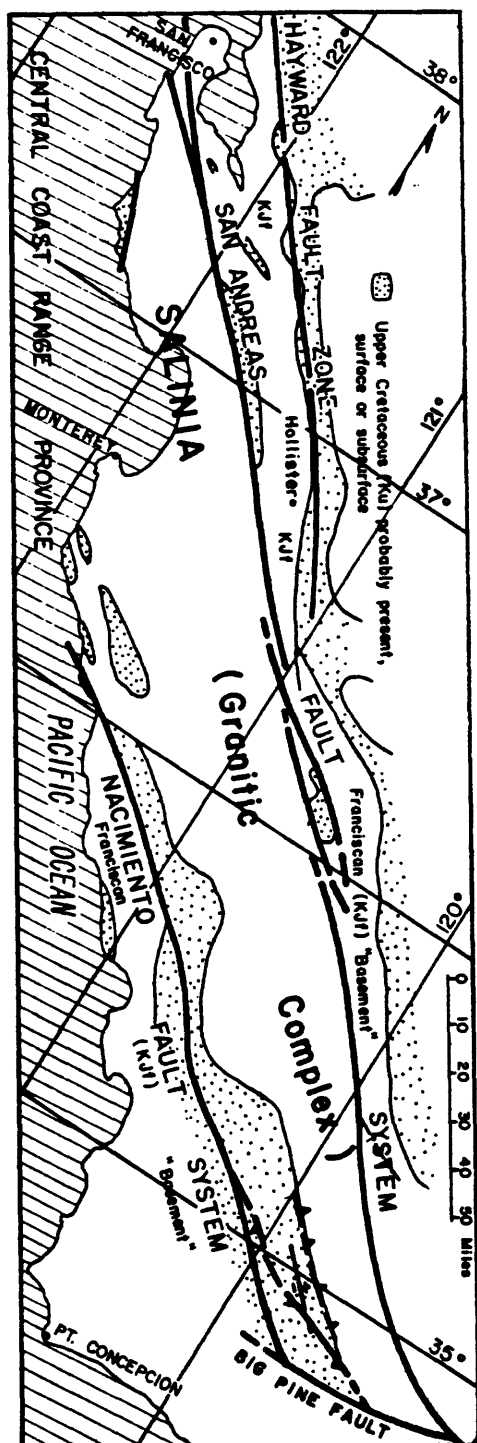 38°
122°
SAN
FRANCISCO
HAYWARD
FAULT
ZONE
N
Upper Cretaceous (Ku) probably present,
surface or subsurface
121°
37°
KJf
SAN ANDREAS
FAULT
SYSTEM
Hollister
KJf
CENTRAL COAST RANGE PROVINCE
SALINIA
MONTEREY
(Granitic
Complex)
Franciscan (KJf) "Basement"
120°
0 10 20 30 40 50 Miles
PACIFIC OCEAN
NACIMIENTO
FAULT
SYSTEM
Franciscan
(KJf)
"Basement"
35°
PT. CONCEPCION
BIG PINE FAULT